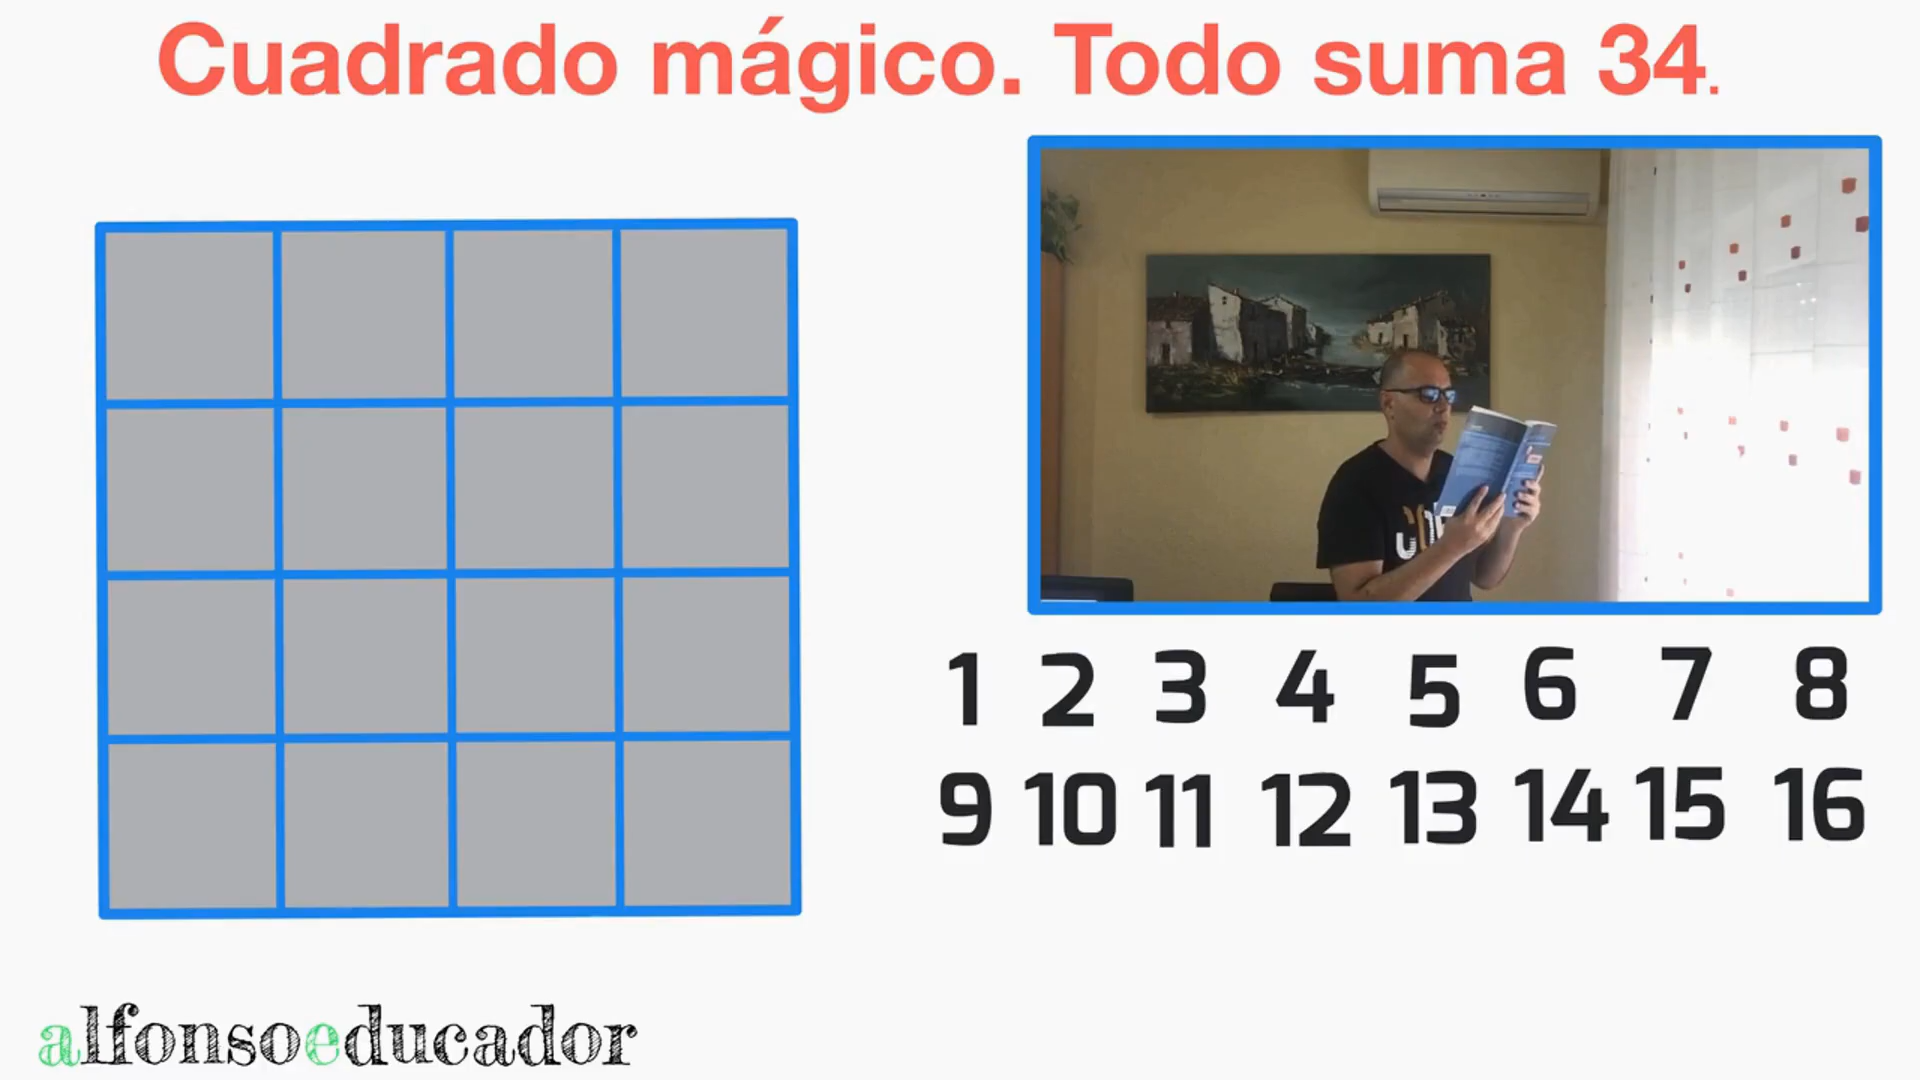 Cuadrado mágico. Todo suma 34.
1 2 3 4 5 6 7 8
9 10 11 12 13 14 15 16
alfonsoeducador